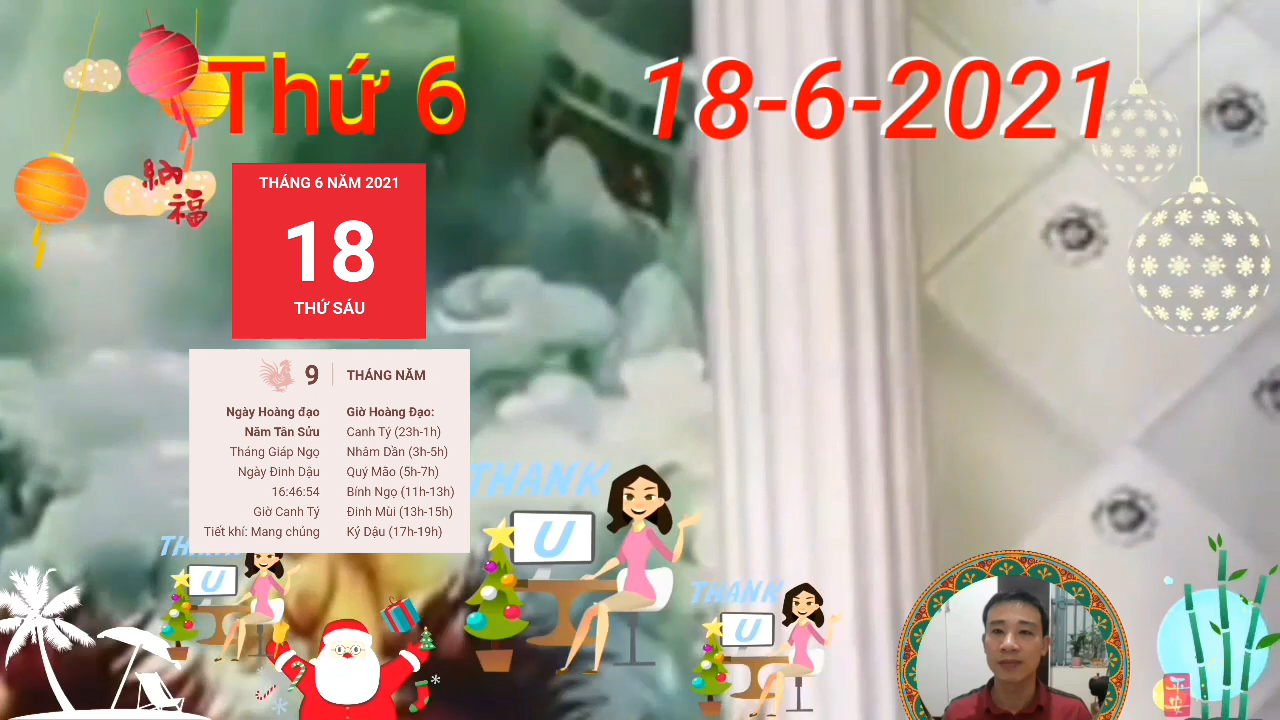 Thứ 6
18-6-2021
納
福
THÁNG 6 NĂM 2021
18
THỨ SÁU
9 THÁNG NĂM
Ngày Hoàng đạo
Năm Tân Sửu
Tháng Giáp Ngọ
Ngày Đinh Dậu
16:46:54
Giờ Canh Tý
Tiết khí: Mang chủng
Giờ Hoàng Đạo:
Canh Tý (23h-1h)
Nhâm Dần (3h-5h)
Quý Mão (5h-7h)
Bính Ngọ (11h-13h)
Đinh Mùi (13h-15h)
Kỷ Dậu (17h-19h)
THANK
U
U
THANK
U